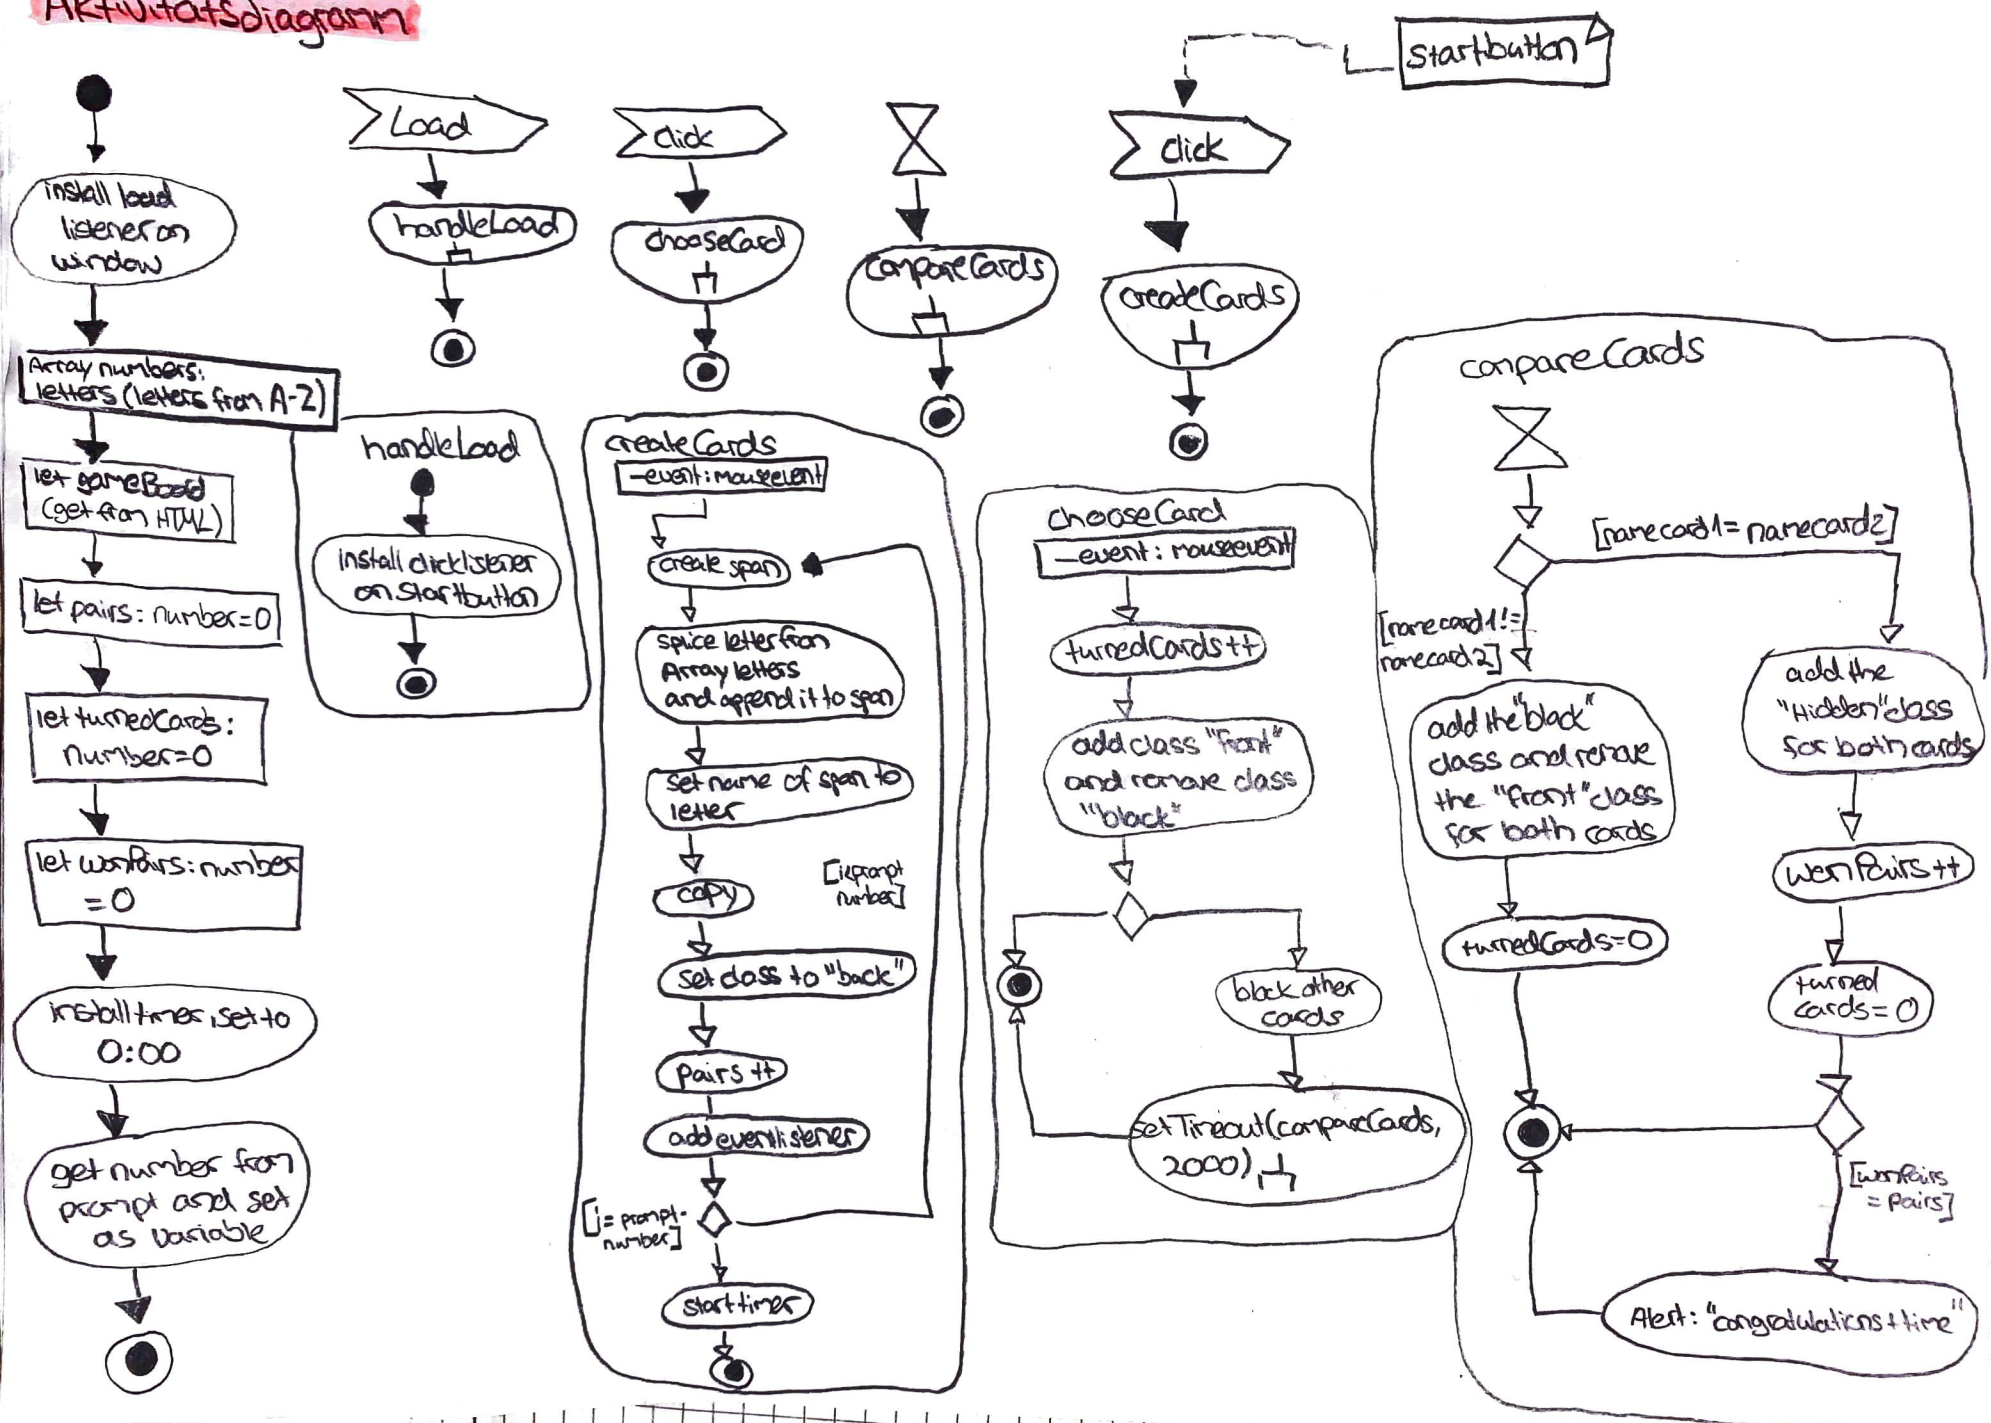 Aktivitätsdiagramm
install load
listener on
window
Array numbers:
letters (letters from A-Z)
let gameBoard
(get from HTML)
let pairs: number=0
let turnedCards:
number=0
let wonPairs: number
=0
install timer, set to
0:00
get number from
prompt and set
as variable
Load
handleLoad
Click
chooseCard
compareCards
startbutton
click
createCards
handleLoad
install clicklistener
on Startbutton
createCards
-event: mouseevent
create span
splice letter from
Array letters
and append it to span
set name of span to
letter
copy
[i≤prompt
number]
set class to "back"
pairs ++
add eventlistener
[i= prompt-
number]
start timer
chooseCard
-event: mouseevent
turnedCards++
add class "front"
and remove class
"black"
block other
cards
setTimeout(compareCards,
2000)
compareCards
[namecard1=namecard2]
[namecard1!=
namecard2]
add the "black"
class and remove
the "front" class
for both cards
turnedCards=0
add the
"Hidden" class
for both cards
wonPairs++
turned
cards=0
[wonPairs
=pairs]
Alert: "congratulations+time"